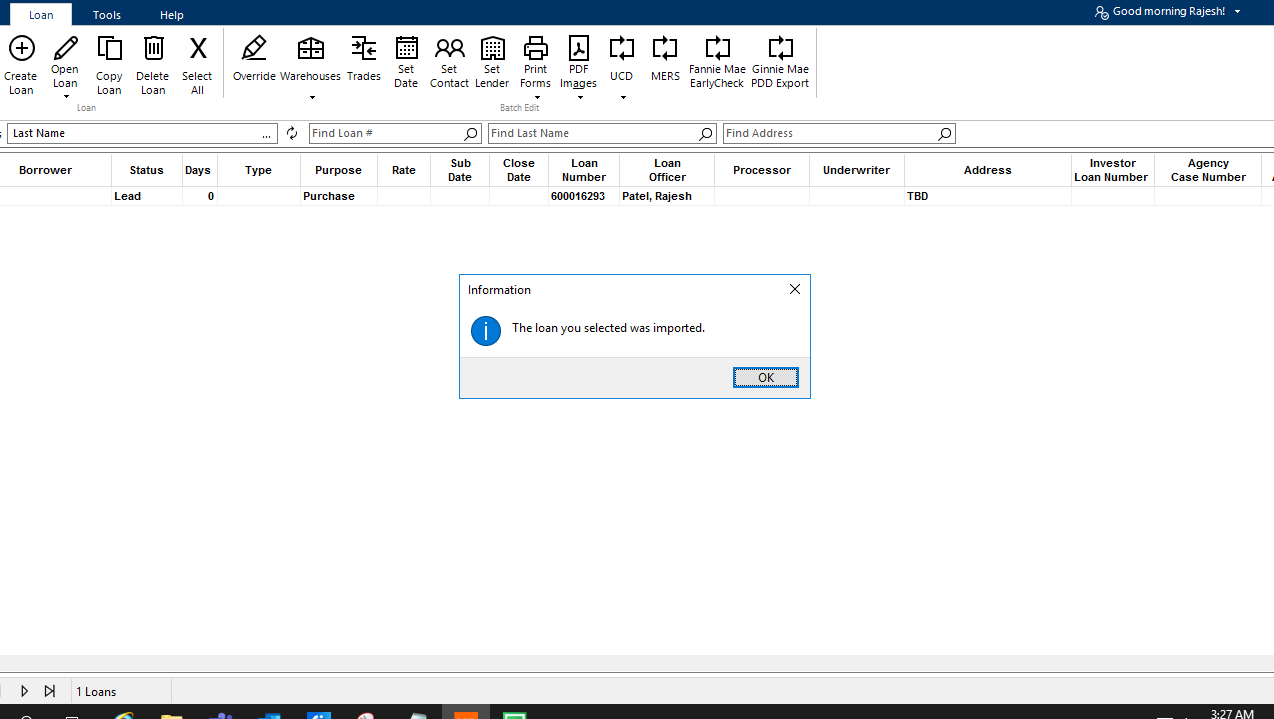 Loan Tools Help Good morning Rajesh!
Create Loan
Open Loan
Copy Loan
Delete Loan
Select All
Override
Warehouses
Trades
Set Date
Set Contact
Set Lender
Print Forms
PDF Images
UCD
MERS
Fannie Mae EarlyCheck
Ginnie Mae PDD Export
Loan
Batch Edit
Last Name ... Find Loan # Find Last Name Find Address
Borrower Status Days Type Purpose Rate Sub Date Close Date Loan Number Loan Officer Processor Underwriter Address Investor Loan Number Agency Case Number
Lead 0 Purchase 600016293 Patel, Rajesh TBD
Information
The loan you selected was imported.
OK
1 Loans
3:27 AM